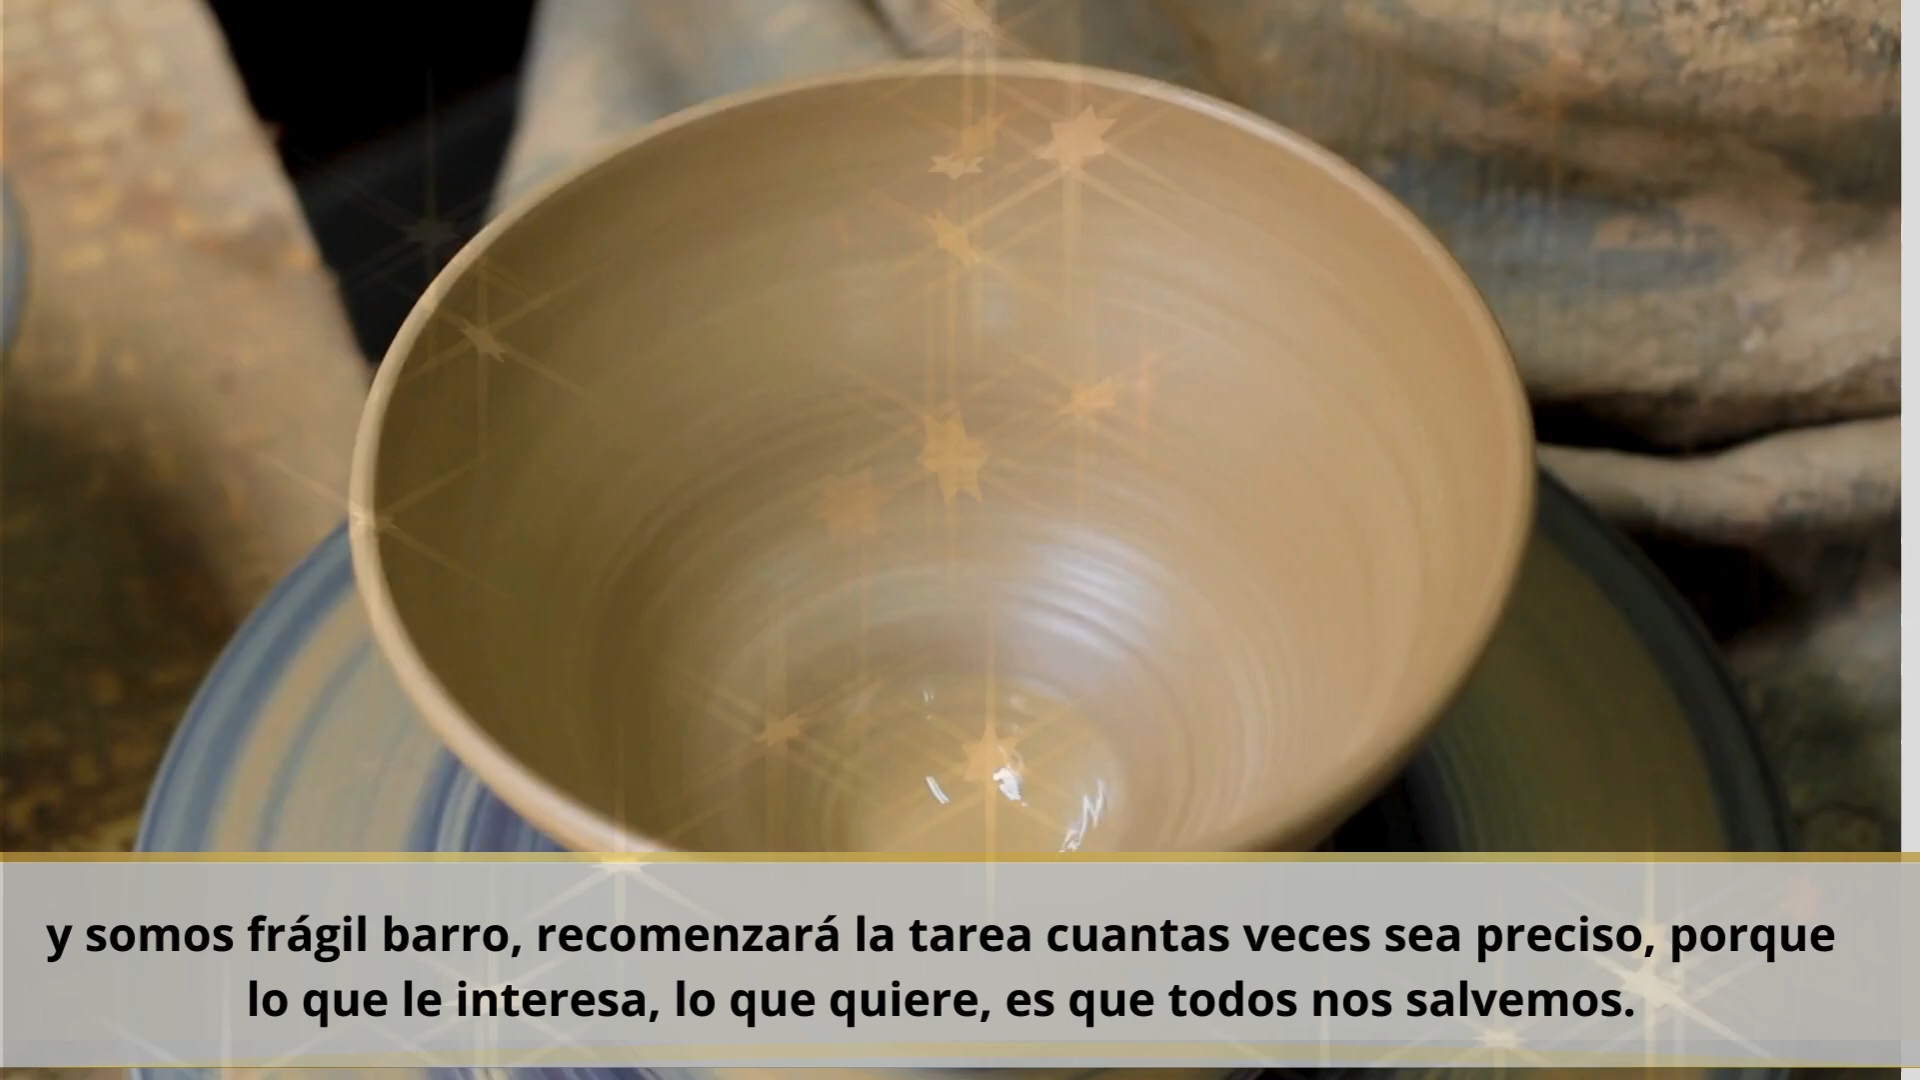 y somos frágil barro, recomenzará la tarea cuantas veces sea preciso, porque
lo que le interesa, lo que quiere, es que todos nos salvemos.